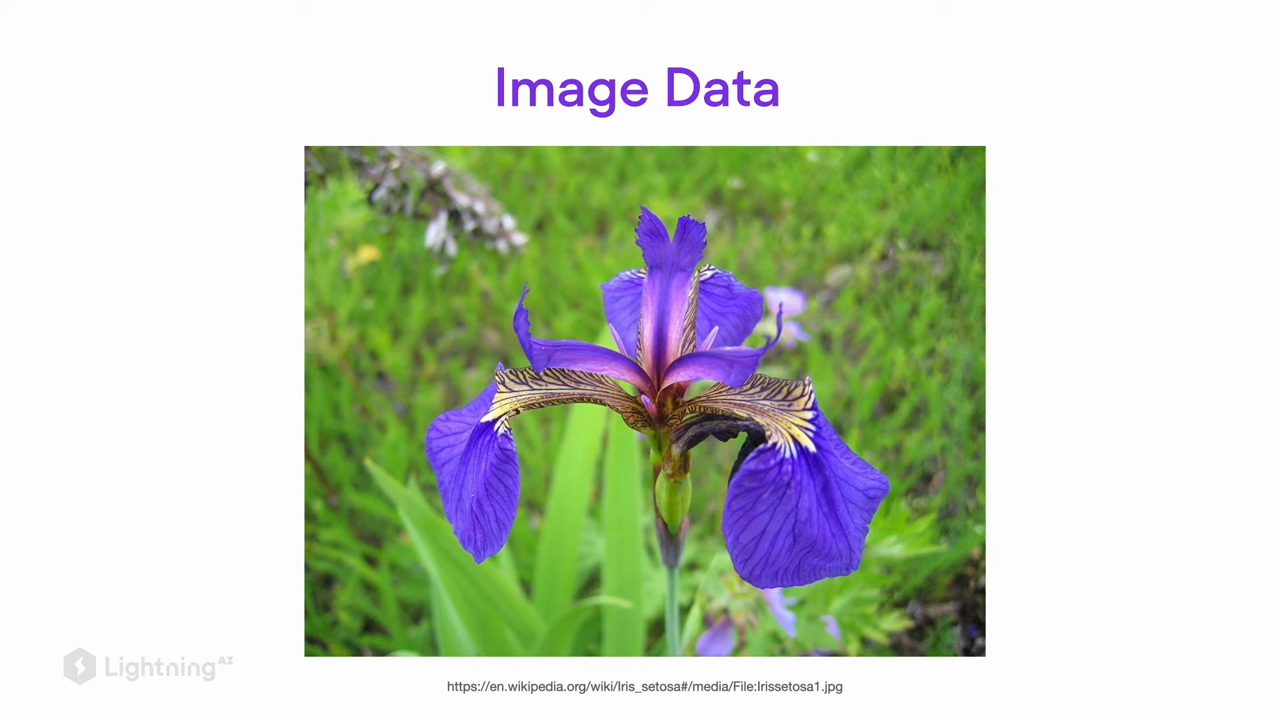 Image Data
Lightning AI
https://en.wikipedia.org/wiki/Iris_setosa#/media/File:Irissetosa1.jpg